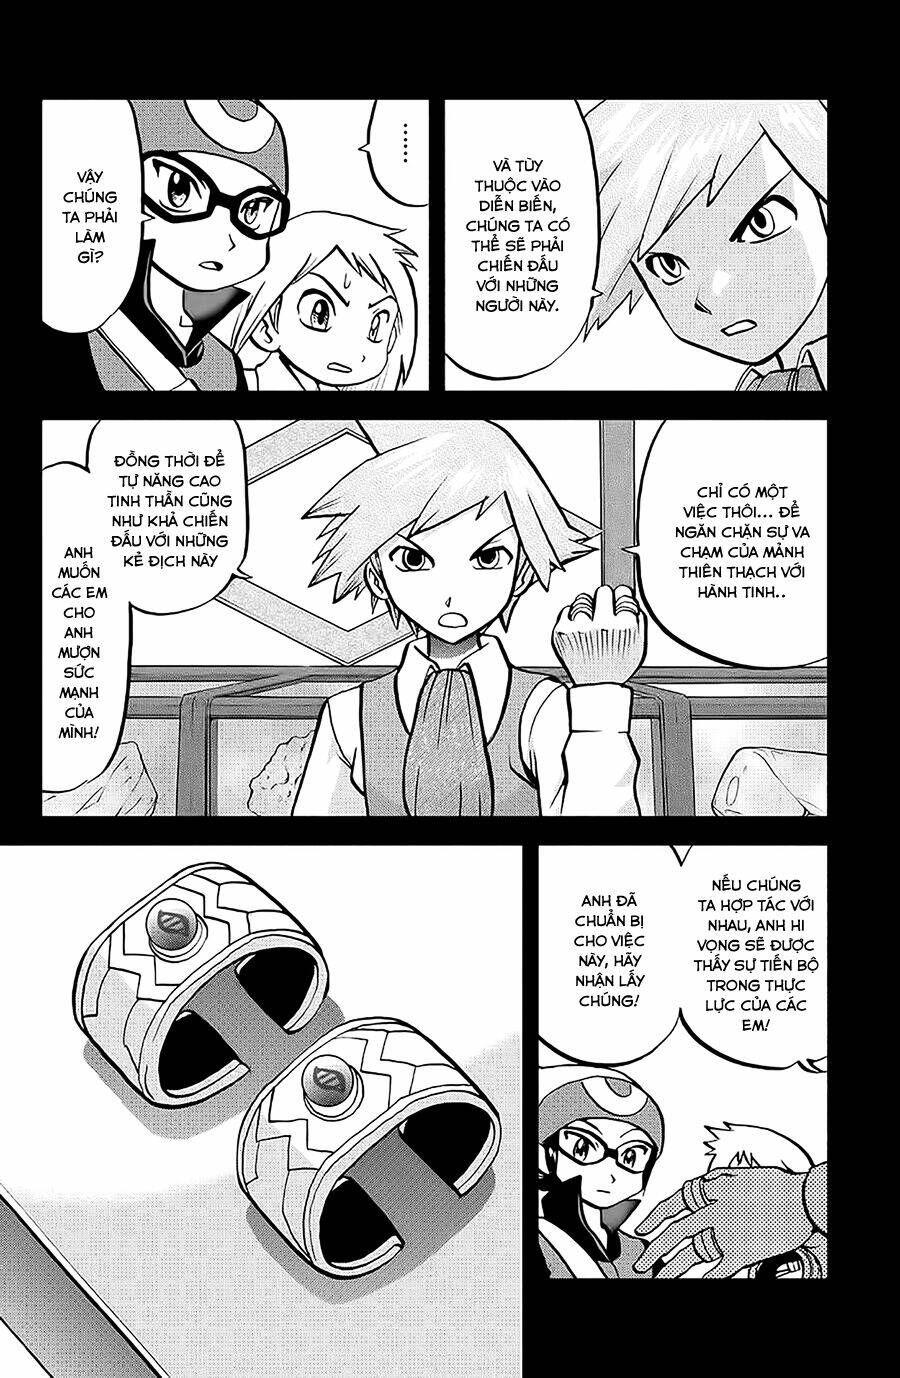 VÀ TÙY
THUỘC VÀO
DIỄN BIẾN,
CHÚNG TA CÓ
THỂ SẼ PHẢI
CHIẾN ĐẤU
VỚI NHỮNG
NGƯỜI NÀY.
........
VẬY
CHÚNG
TA PHẢI
LÀM
GÌ?
CHỈ CÓ MỘT
VIỆC THÔI... ĐỂ
NGĂN CHẶN SỰ VA
CHẠM CỦA MẢNH
THIÊN THẠCH VỚI
HÀNH TINH..
ĐỒNG THỜI ĐỂ
TỰ NĂNG CAO
TINH THẦN CŨNG
NHƯ KHẢ CHIẾN
ĐẤU VỚI NHỮNG
KẺ ĐỊCH NÀY
ANH
MUỐN
CÁC EM
CHO
ANH
MƯỢN
SỨC
MẠNH
CỦA
MÌNH!
NẾU CHÚNG
TA HỢP TÁC VỚI
NHAU, ANH HI
VỌNG SẼ ĐƯỢC
THẤY SỰ TIẾN BỘ
TRONG THỰC
LỰC CỦA CÁC
EM!
ANH ĐÃ
CHUẨN BỊ
CHO VIỆC
NÀY, HÃY
NHẬN LẤY
CHÚNG!